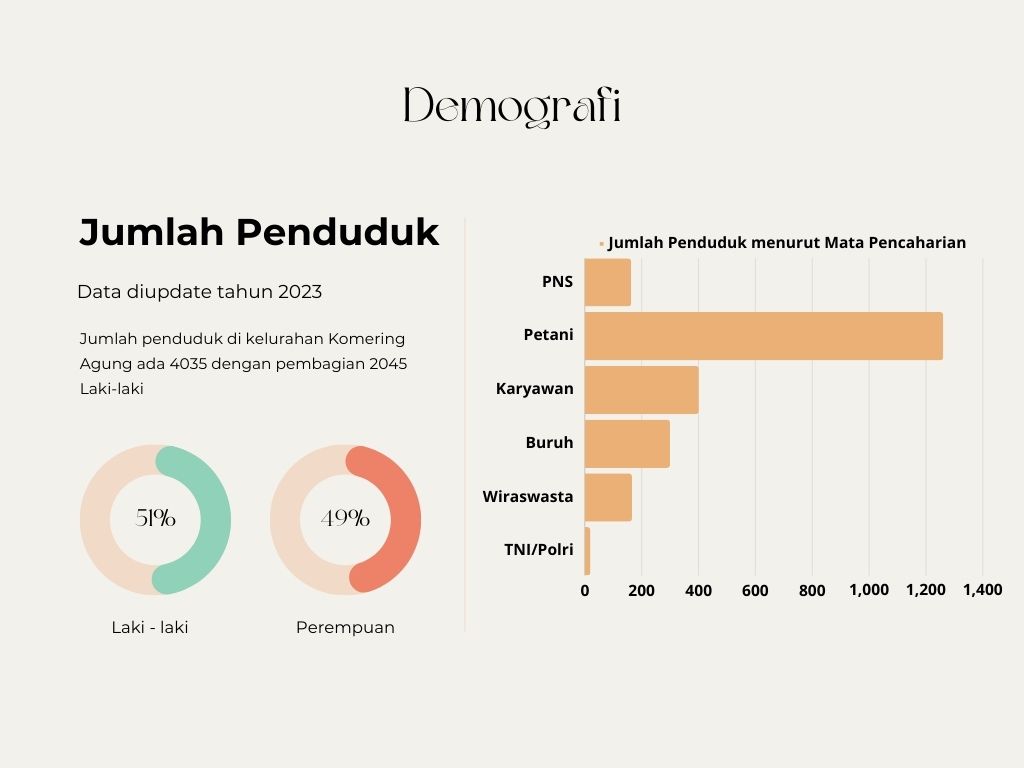 Demografi
Jumlah Penduduk
Data diupdate tahun 2023
Jumlah penduduk di kelurahan Komering
Agung ada 4035 dengan pembagian 2045
Laki-laki
51%
49%
Laki - laki
Perempuan
Jumlah Penduduk menurut Mata Pencaharian
PNS
Petani
Karyawan
Buruh
Wiraswasta
TNI/Polri
0 200 400 600 800 1,000 1,200 1,400